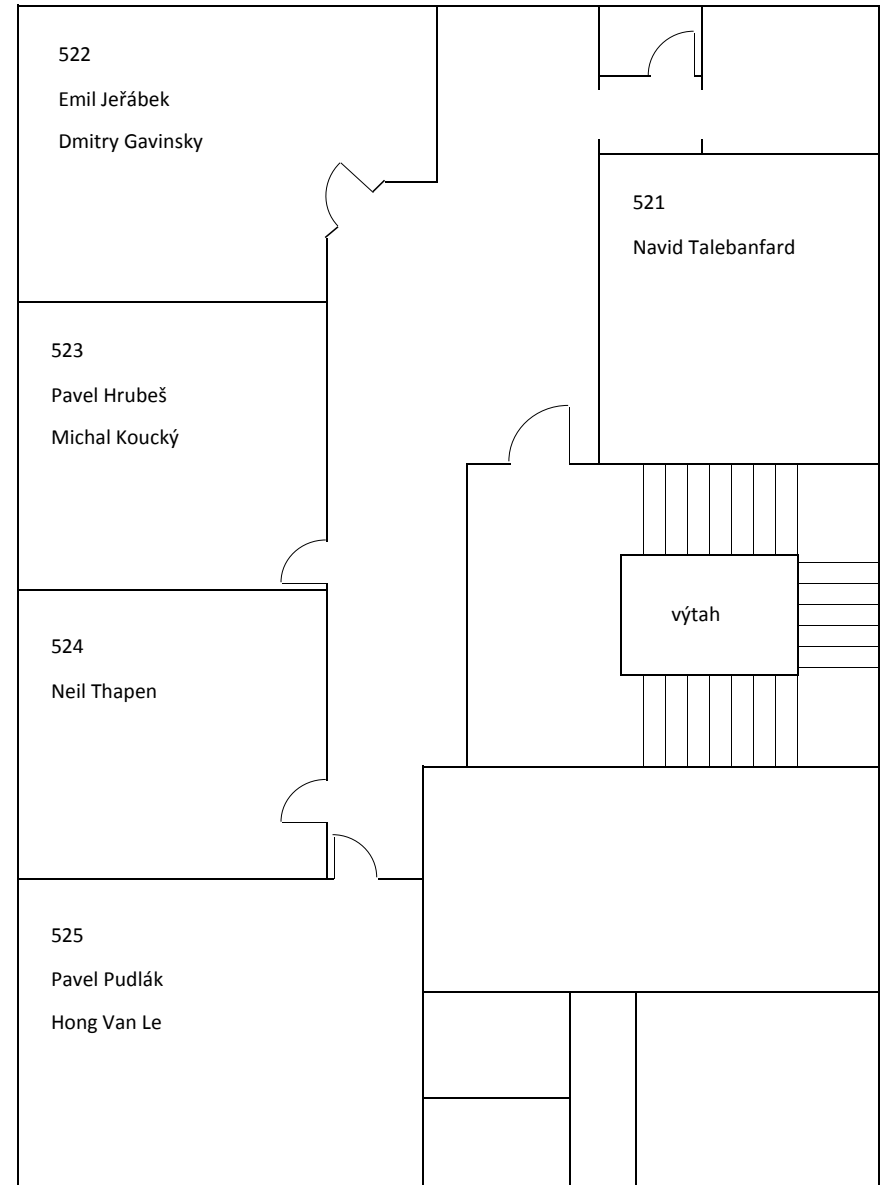 522
Emil Jeřábek
Dmitry Gavinsky
521
Navid Talebanfard
523
Pavel Hrubeš
Michal Koucký
výtah
524
Neil Thapen
525
Pavel Pudlák
Hong Van Le